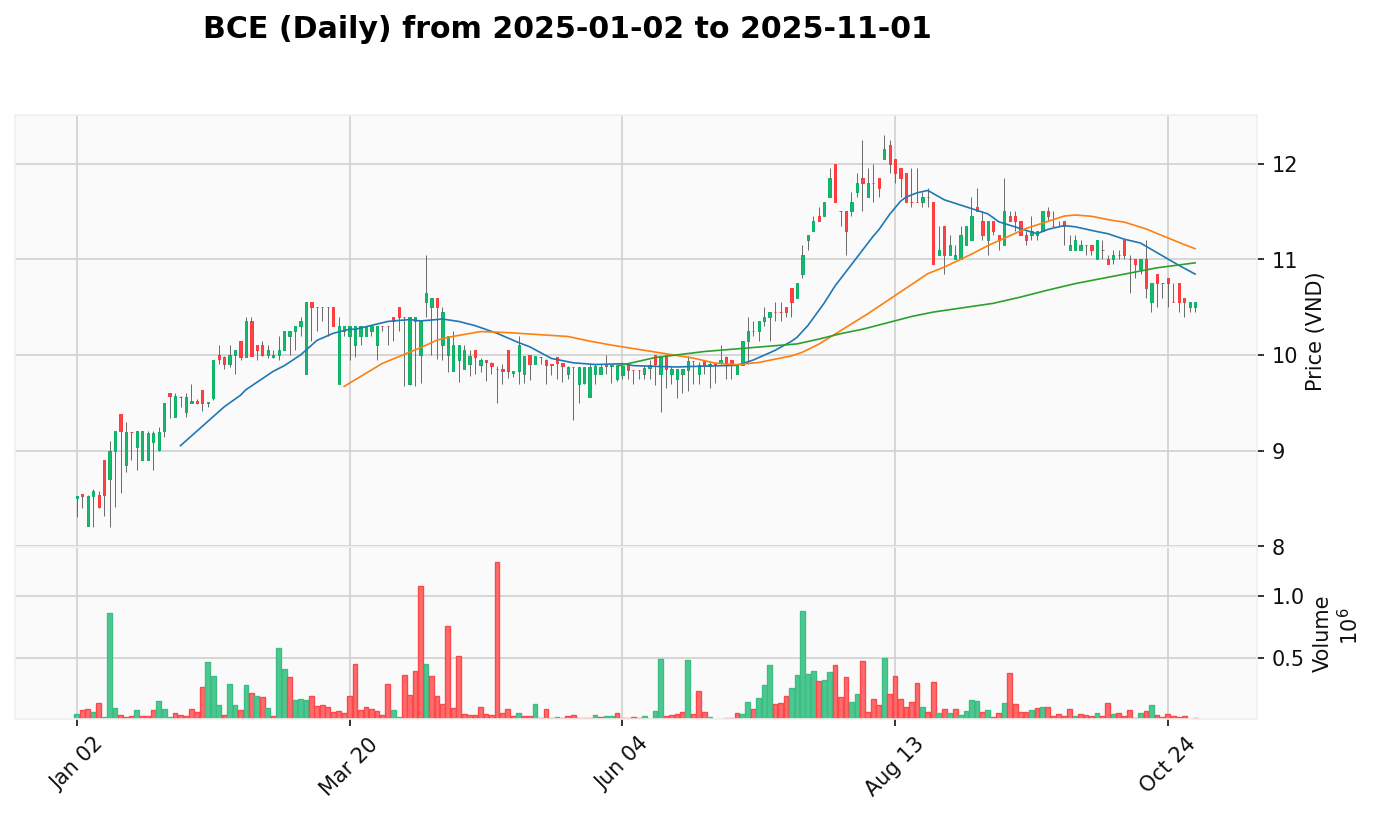 BCE (Daily) from 2025-01-02 to 2025-11-01
12
11
10
9
8
Price (VND)
1.0
0.5
Volume
10⁶
Jan 02
Mar 20
Jun 04
Aug 13
Oct 24